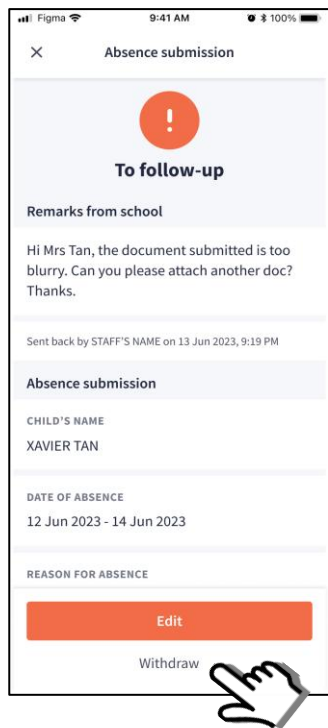 Figma 9:41 AM 100%
Absence submission
To follow-up
Remarks from school
Hi Mrs Tan, the document submitted is too
blurry. Can you please attach another doc?
Thanks.
Sent back by STAFF'S NAME on 13 Jun 2023, 9:19 PM
Absence submission
CHILD'S NAME
XAVIER TAN
DATE OF ABSENCE
12 Jun 2023 - 14 Jun 2023
REASON FOR ABSENCE
Edit
Withdraw